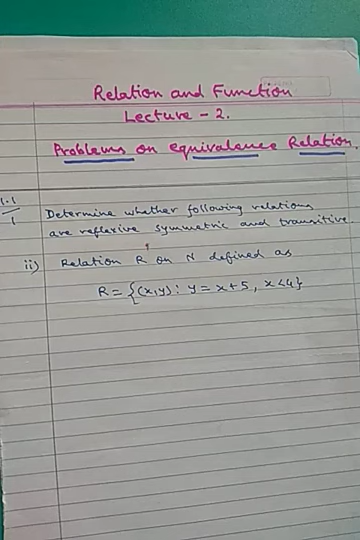 Relation and Function
Lecture - 2.
Problems on equivalence Relation.
1.1
1
Determine whether following relations
are reflexive symmetric and transitive.
ii) Relation R on N defined as
R = {(x,y) : y = x+5, x<4}